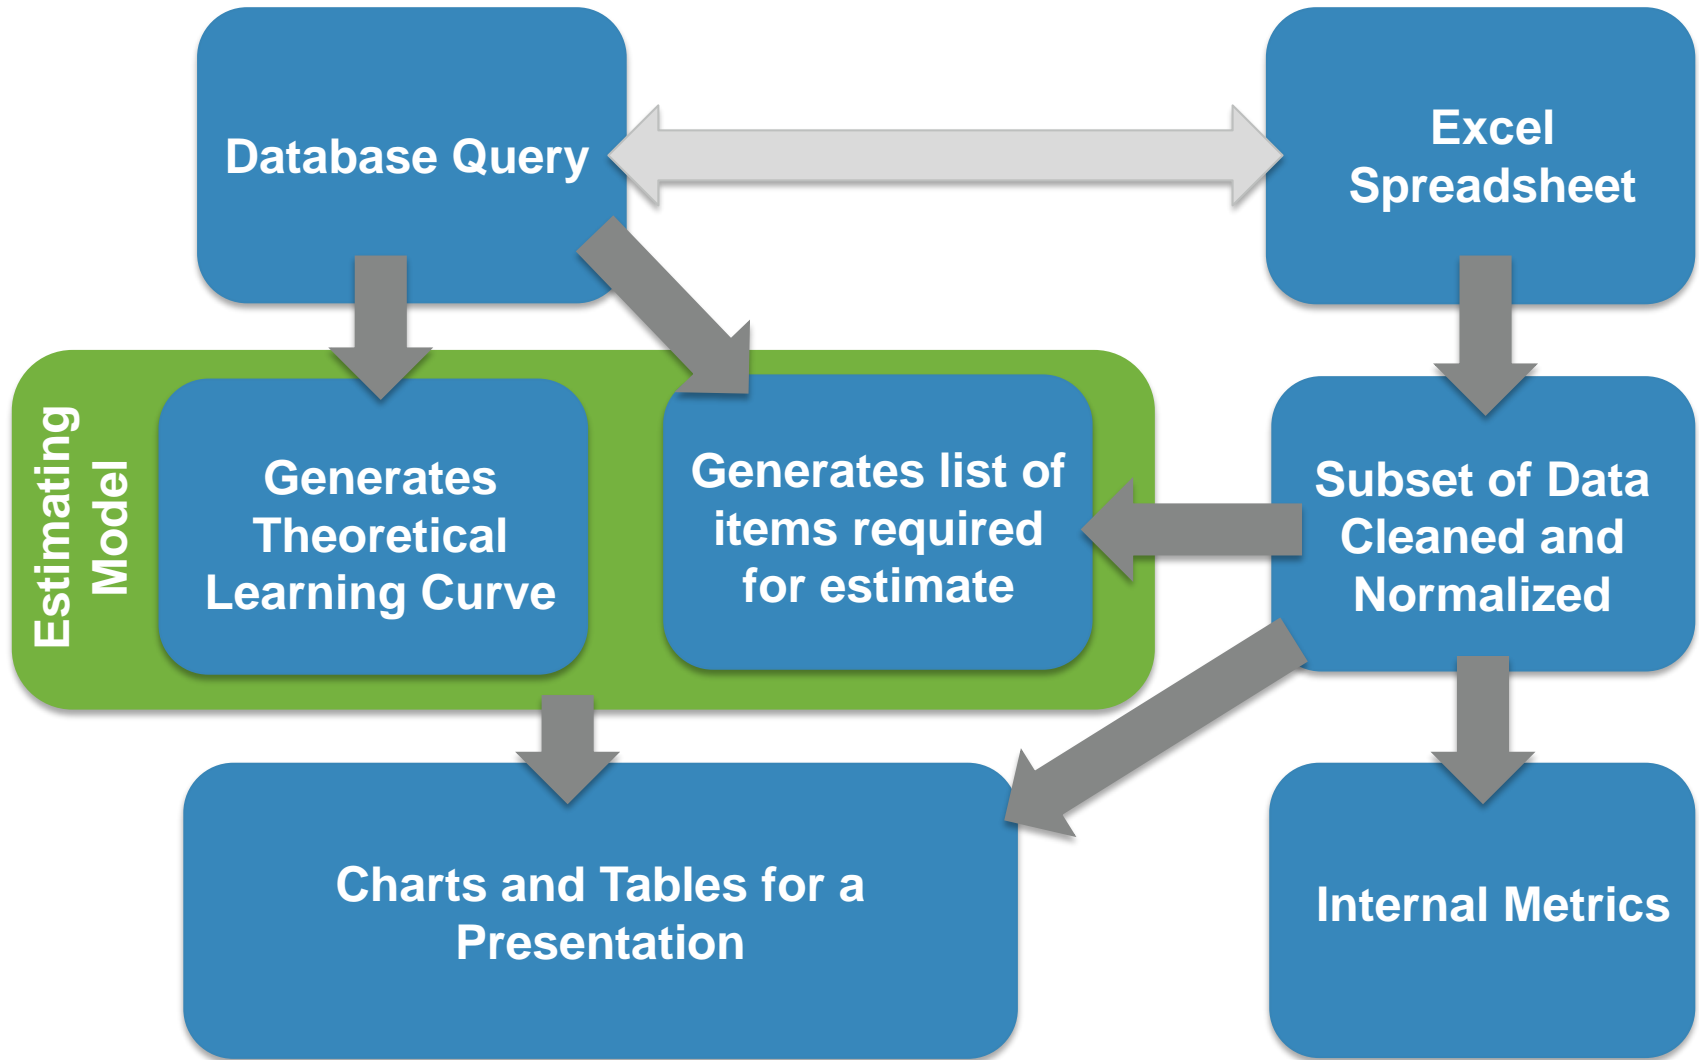 Database Query
Excel
Spreadsheet
Estimating
Model
Generates
Theoretical
Learning Curve
Generates list of
items required
for estimate
Subset of Data
Cleaned and
Normalized
Charts and Tables for a
Presentation
Internal Metrics